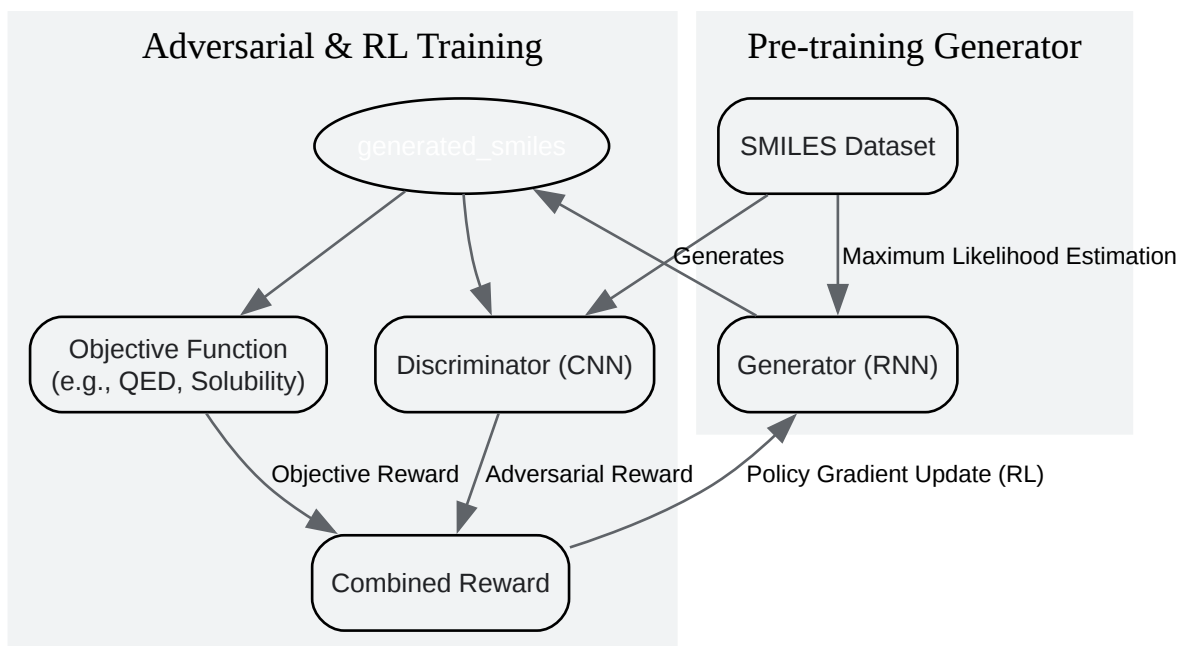 Adversarial & RL Training
Pre-training Generator
generated_smiles
SMILES Dataset
Generates
Maximum Likelihood Estimation
Objective Function
(e.g., QED, Solubility)
Discriminator (CNN)
Generator (RNN)
Objective Reward
Adversarial Reward
Policy Gradient Update (RL)
Combined Reward